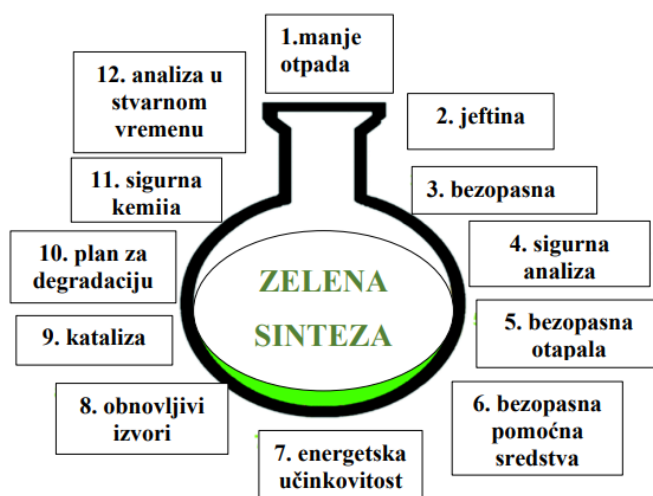 1.manje
otpada
2. jeftina
3. bezopasna
4. sigurna
analiza
5. bezopasna
otapala
6. bezopasna
pomoćna
sredstva
7. energetska
učinkovitost
8. obnovljivi
izvori
9. kataliza
10. plan za
degradaciju
11. sigurna
kemija
12. analiza u
stvarnom
vremenu
ZELENA
SINTEZA